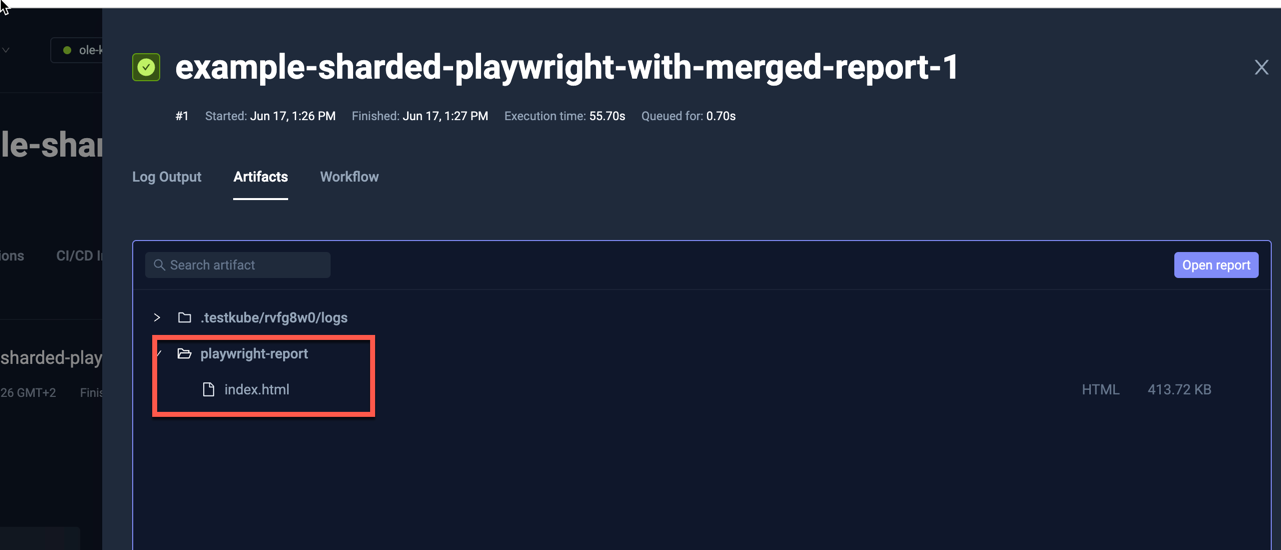 ole-k
example-sharded-playwright-with-merged-report-1
#1 Started: Jun 17, 1:26 PM Finished: Jun 17, 1:27 PM Execution time: 55.70s Queued for: 0.70s
le-shar
Log Output Artifacts Workflow
ions CI/CD I
Search artifact Open report
.testkube/rvfg8w0/logs
sharded-play
playwright-report
26 GMT+2 Finis
index.html HTML 413.72 KB